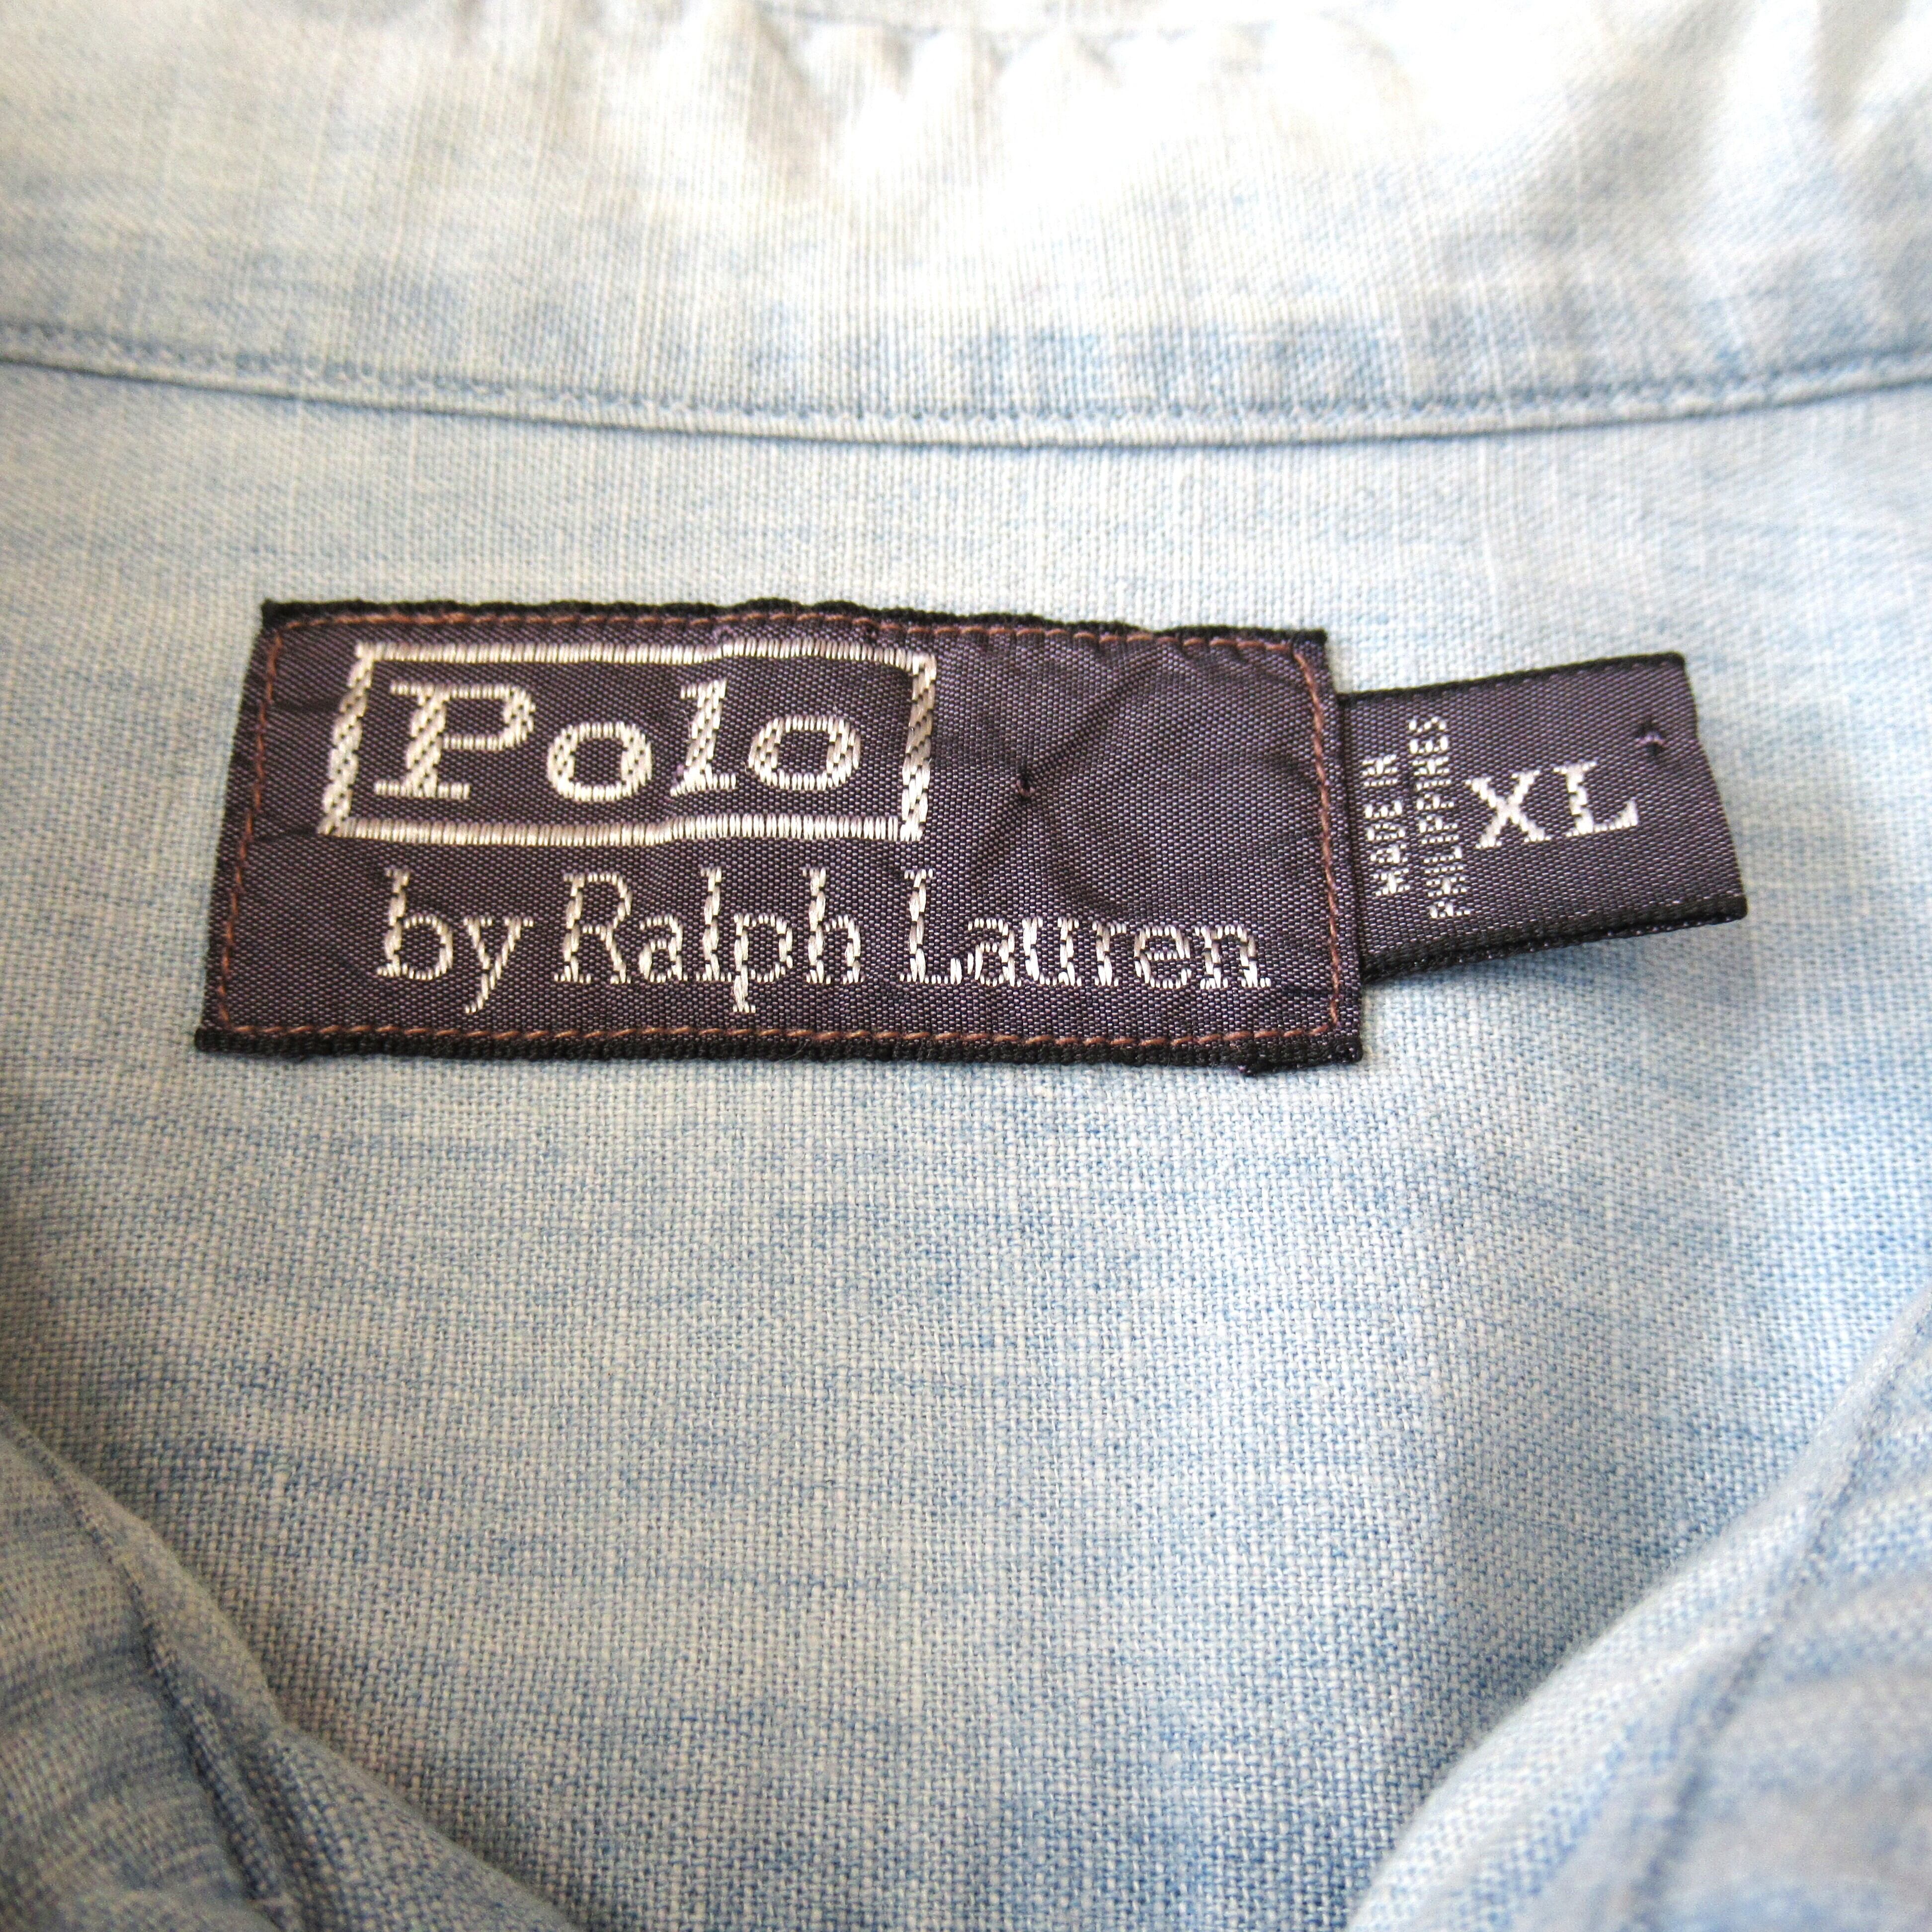 Polo
by Ralph Lauren
MADE IN
PHILIPPINES
XL